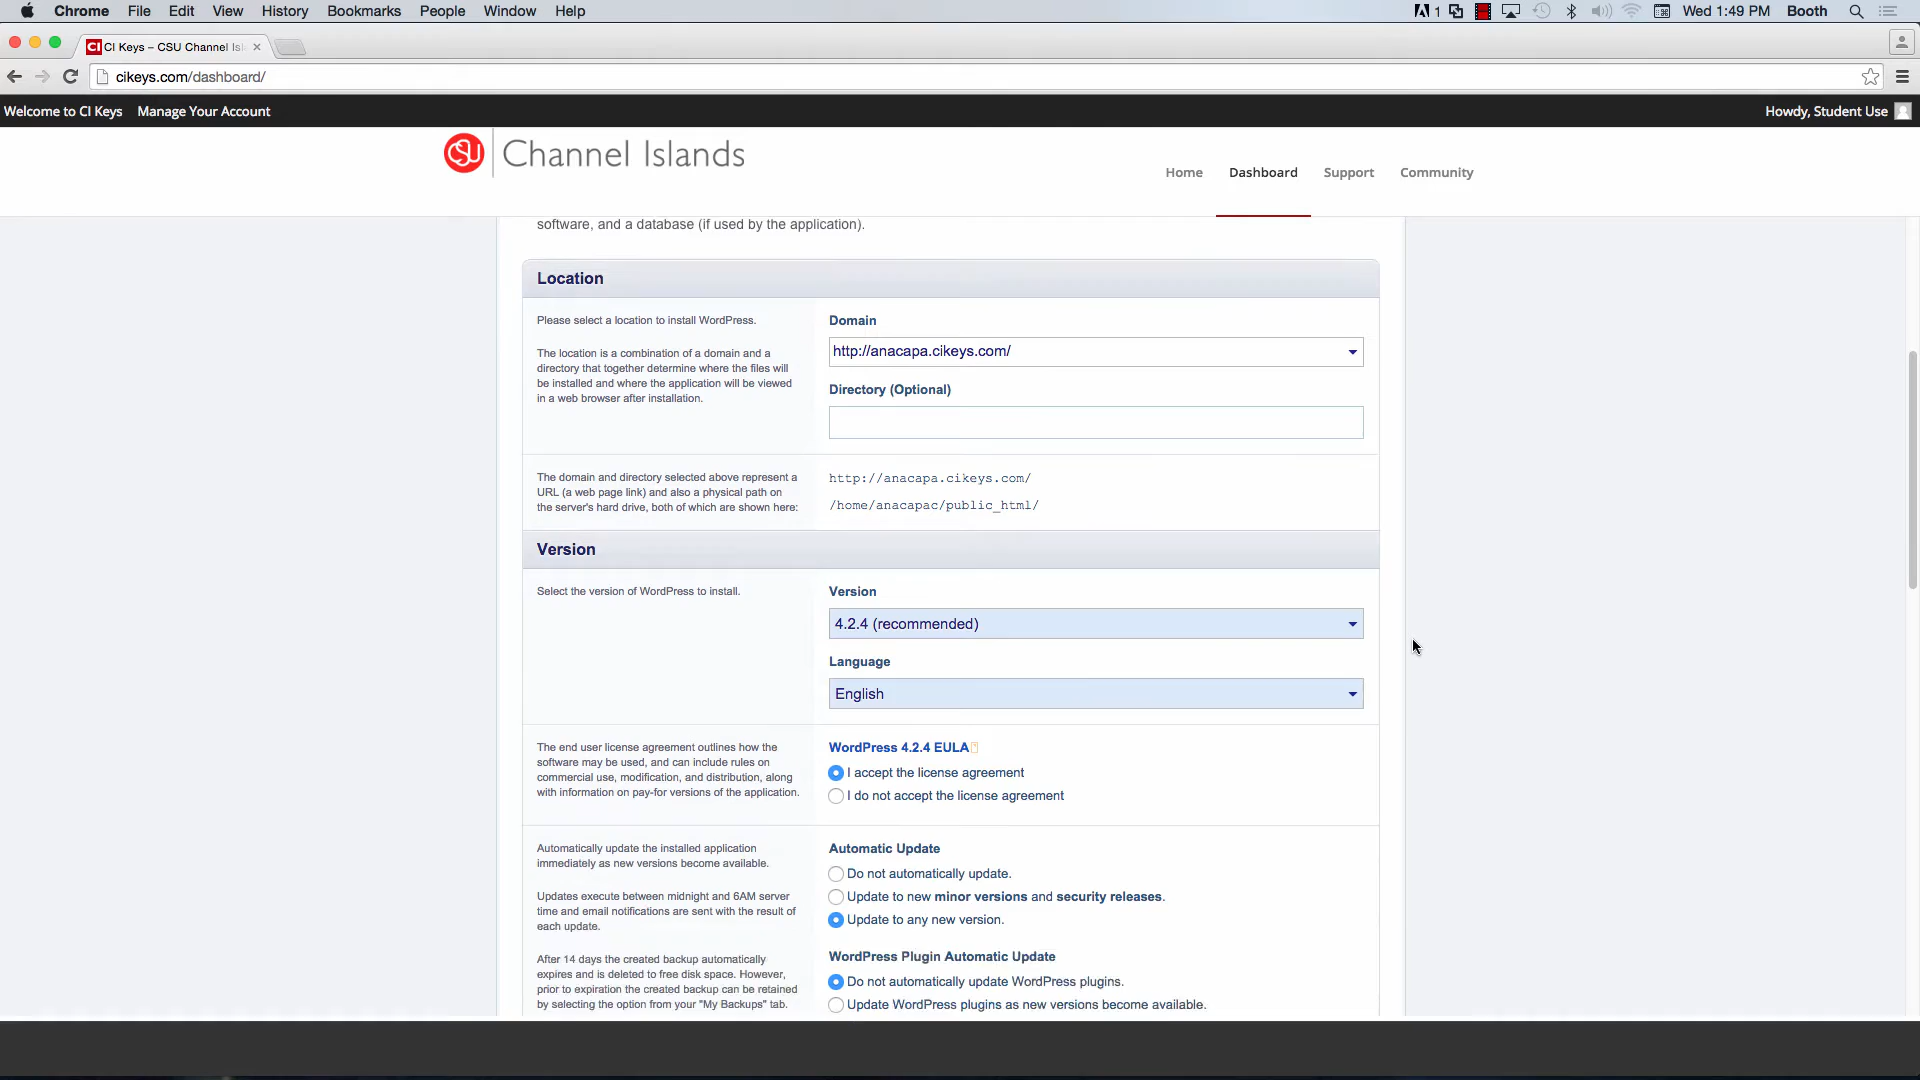 Chrome File Edit View History Bookmarks People Window Help
1 Wed 1:49 PM Booth
CI CI Keys – CSU Channel Isl
cikeys.com/dashboard/
Welcome to CI Keys Manage Your Account
Howdy, Student Use
CSU Channel Islands
Home Dashboard Support Community
software, and a database (if used by the application).
Location
Please select a location to install WordPress.
The location is a combination of a domain and a
directory that together determine where the files will
be installed and where the application will be viewed
in a web browser after installation.
Domain
http://anacapa.cikeys.com/
Directory (Optional)
The domain and directory selected above represent a
URL (a web page link) and also a physical path on
the server's hard drive, both of which are shown here:
http://anacapa.cikeys.com/
/home/anacapac/public_html/
Version
Select the version of WordPress to install.
Version
4.2.4 (recommended)
Language
English
The end user license agreement outlines how the
software may be used, and can include rules on
commercial use, modification, and distribution, along
with information on pay-for versions of the application.
WordPress 4.2.4 EULA
I accept the license agreement
I do not accept the license agreement
Automatically update the installed application
immediately as new versions become available.
Updates execute between midnight and 6AM server
time and email notifications are sent with the result of
each update.
After 14 days the created backup automatically
expires and is deleted to free disk space. However,
prior to expiration the created backup can be retained
by selecting the option from your "My Backups" tab.
Automatic Update
Do not automatically update.
Update to new minor versions and security releases.
Update to any new version.
WordPress Plugin Automatic Update
Do not automatically update WordPress plugins.
Update WordPress plugins as new versions become available.